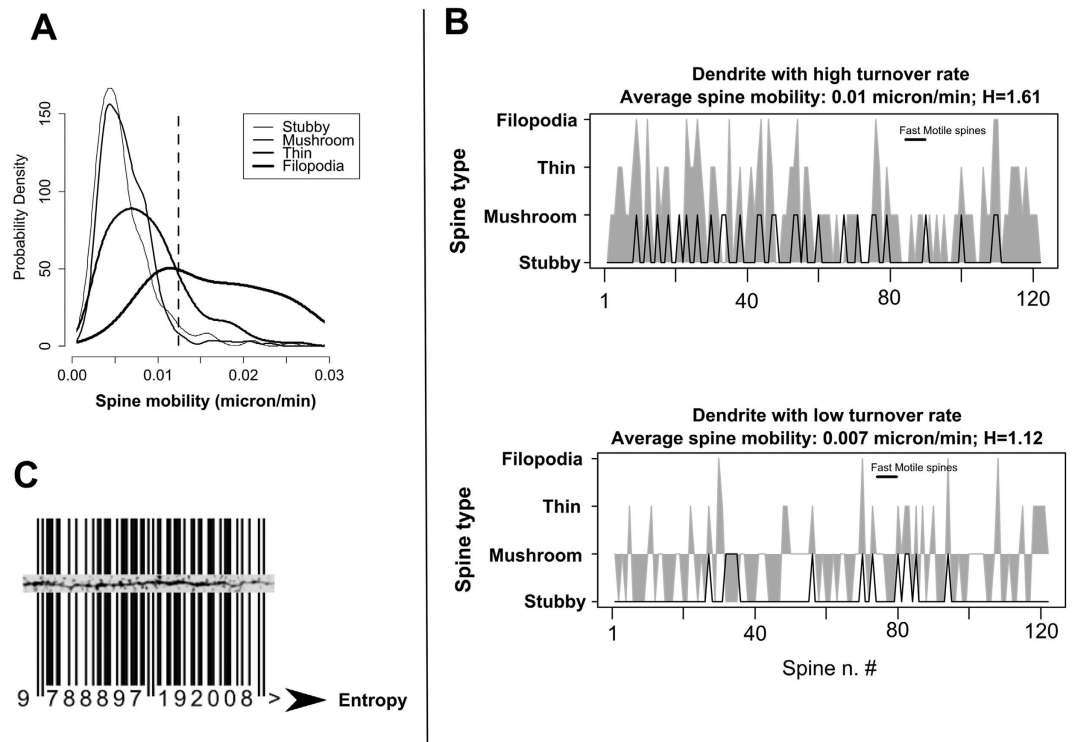 A
Probability Density
0 50 100 150
Stubby
Mushroom
Thin
Filopodia
0.00 0.01 0.02 0.03
Spine mobility (micron/min)
B
Dendrite with high turnover rate
Average spine mobility: 0.01 micron/min; H=1.61
Spine type
Filopodia
Thin
Mushroom
Stubby
Fast Motile spines
1 40 80 120
Dendrite with low turnover rate
Average spine mobility: 0.007 micron/min; H=1.12
Spine type
Filopodia
Thin
Mushroom
Stubby
Fast Motile spines
1 40 80 120
Spine n. #
C
9 788897 192008 > Entropy